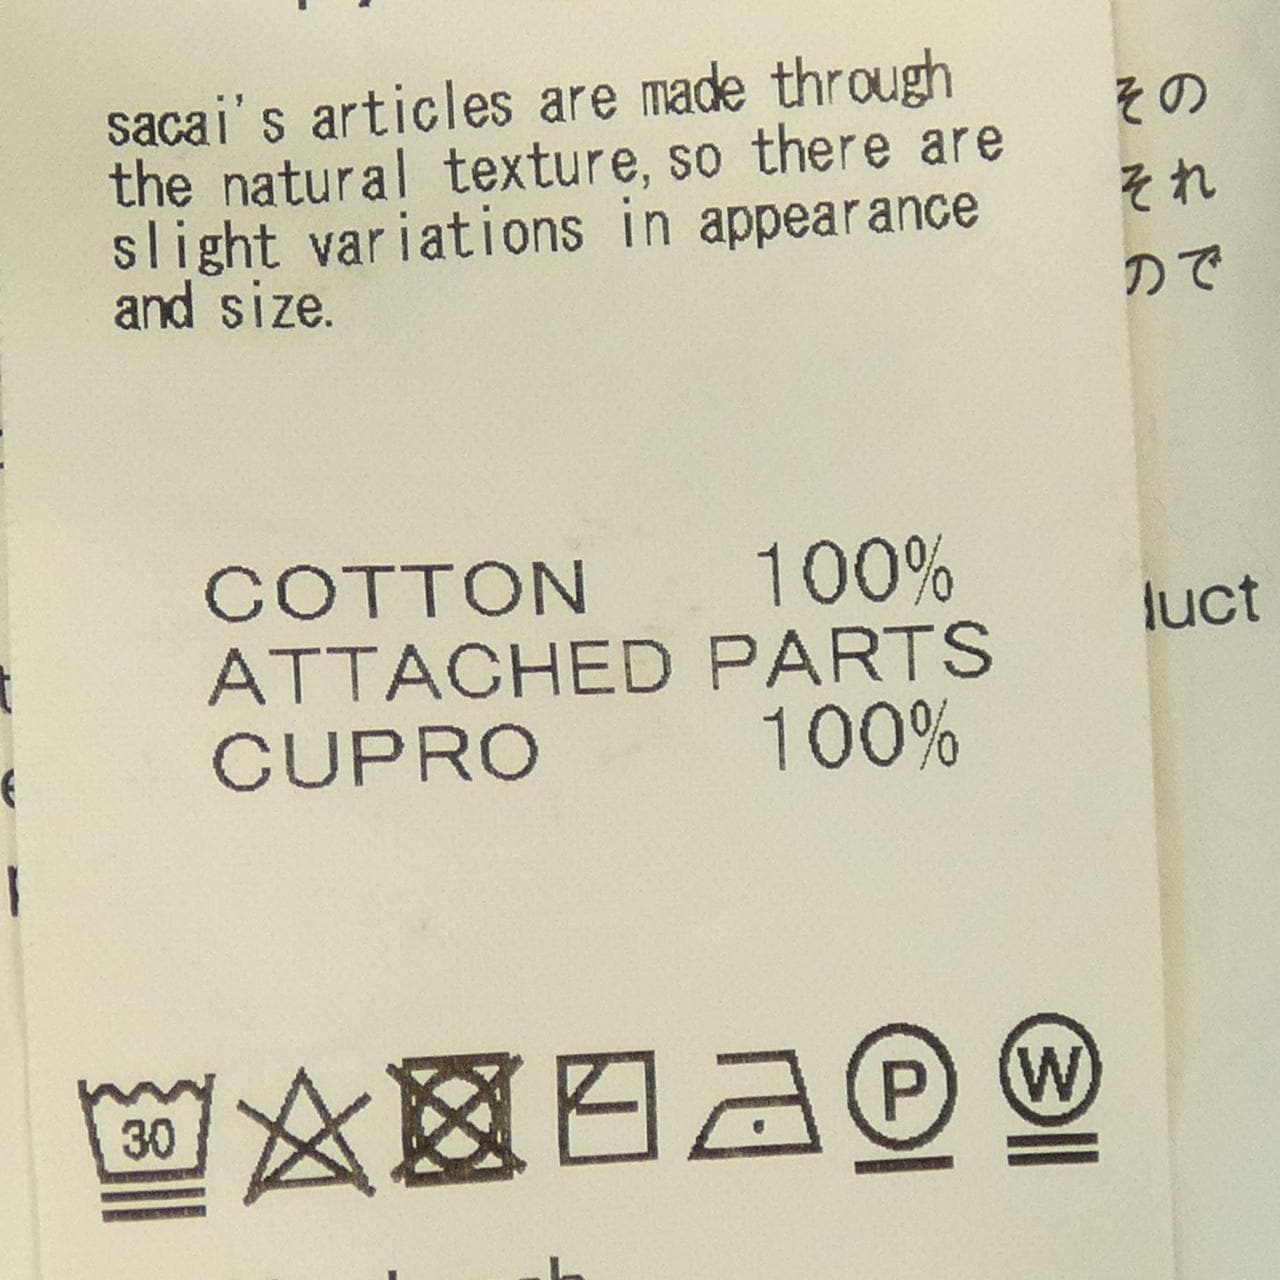 sacai's articles are made through
the natural texture, so there are
slight variations in appearance
and size.
COTTON 100%
ATTACHED PARTS
CUPRO 100%
30
P
W
その
それ
ので